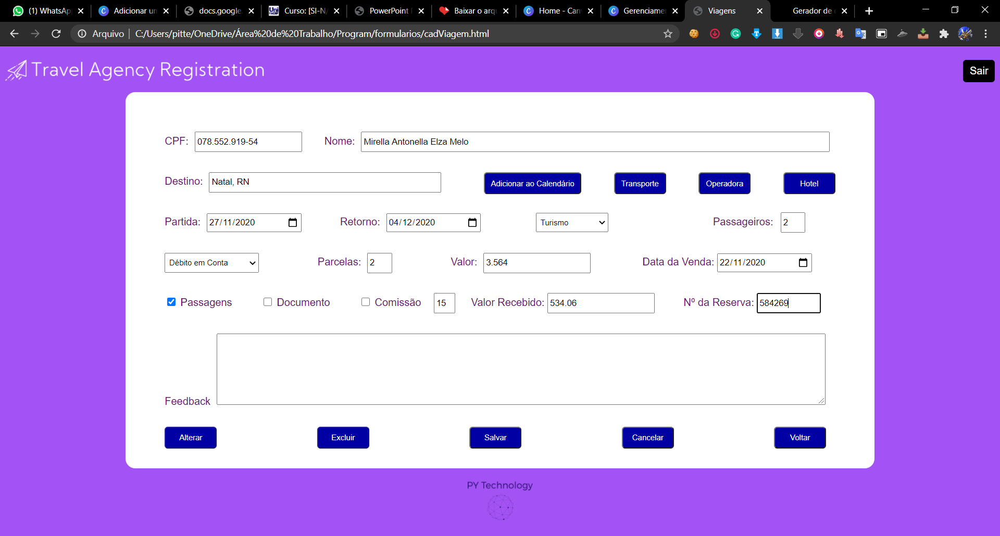 (1) WhatsAp
Adicionar un
docs.google.
Curso: [SI-N
PowerPoint
Baixar o arq
Home - Can
Gerenciame
Viagens
Gerador de
Arquivo
C:/Users/pitte/OneDrive/Área%20de%20Trabalho/Program/formularios/cadViagem.html
Travel Agency Registration
Sair
CPF: 078.552.919-54 Nome: Mirella Antonella Elza Melo
Destino: Natal, RN Adicionar ao Calendário Transporte Operadora Hotel
Partida: 27/11/2020 Retorno: 04/12/2020 Turismo Passageiros: 2
Débito em Conta Parcelas: 2 Valor: 3.564 Data da Venda: 22/11/2020
Passagens Documento Comissão 15 Valor Recebido: 534.06 Nº da Reserva: 584269
Feedback
Alterar Excluir Salvar Cancelar Voltar
PY Technology